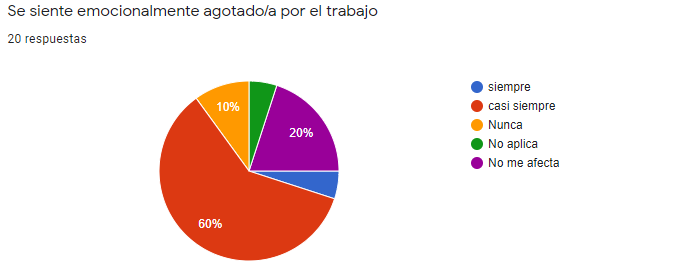 Se siente emocionalmente agotado/a por el trabajo
20 respuestas
10%
20%
60%
siempre
casi siempre
Nunca
No aplica
No me afecta